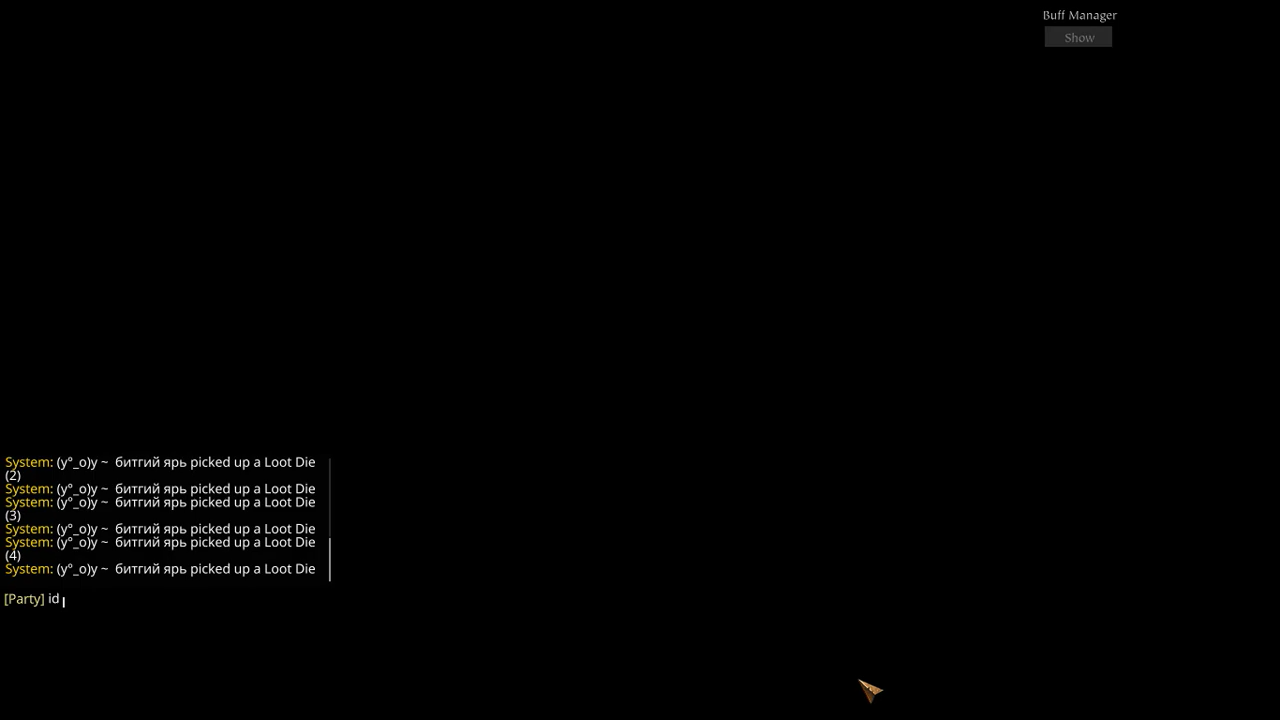 Buff Manager
Show
System: (y°_o)y ~ битгий ярь picked up a Loot Die
(2)
System: (y°_o)y ~ битгий ярь picked up a Loot Die
System: (y°_o)y ~ битгий ярь picked up a Loot Die
(3)
System: (y°_o)y ~ битгий ярь picked up a Loot Die
System: (y°_o)y ~ битгий ярь picked up a Loot Die
(4)
System: (y°_o)y ~ битгий ярь picked up a Loot Die
[Party] id